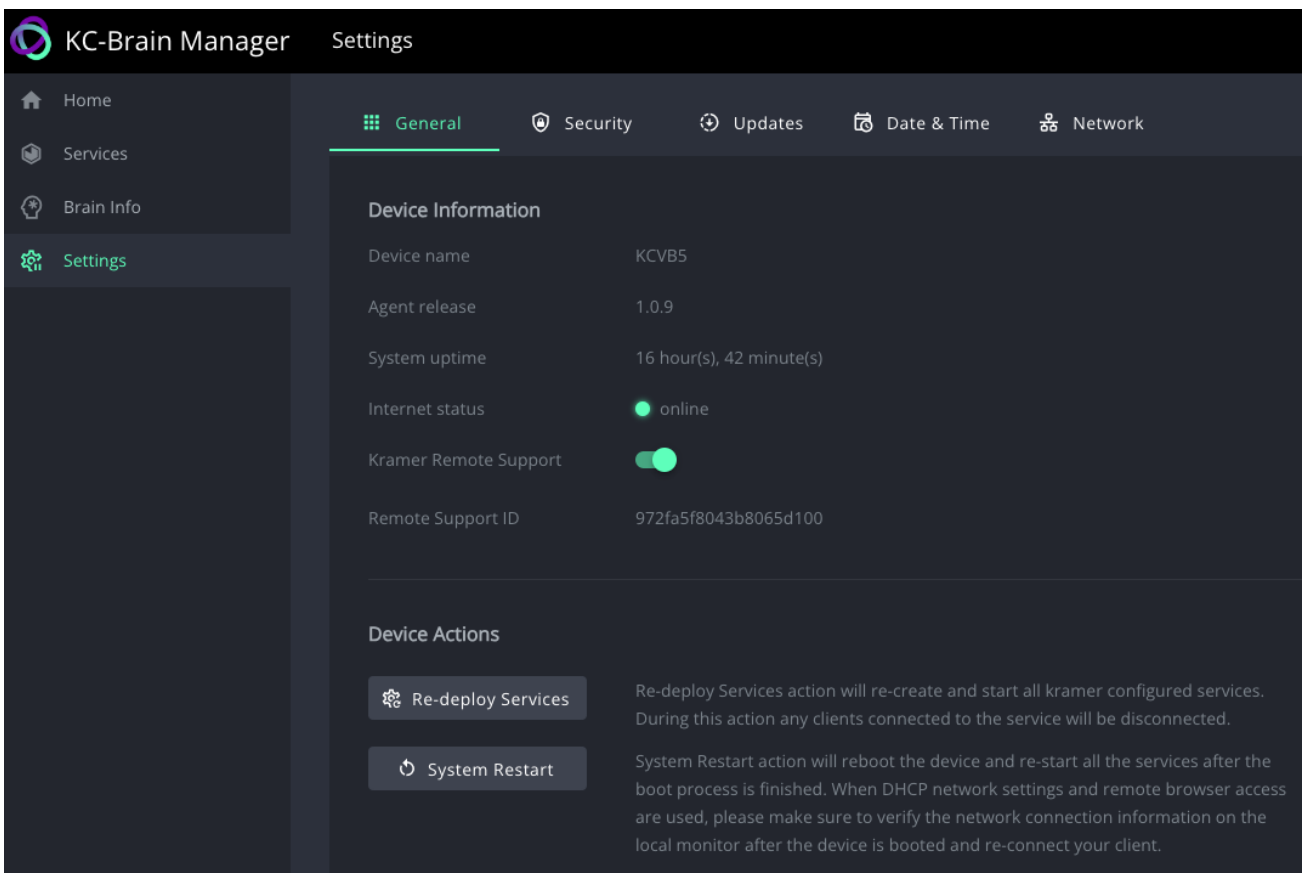 KC-Brain Manager
Settings
Home
Services
Brain Info
Settings
General
Security
Updates
Date & Time
Network
Device Information
Device name
KCVB5
Agent release
1.0.9
System uptime
16 hour(s), 42 minute(s)
Internet status
online
Kramer Remote Support
Remote Support ID
972fa5f8043b8065d100
Device Actions
Re-deploy Services
Re-deploy Services action will re-create and start all kramer configured services.
During this action any clients connected to the service will be disconnected.
System Restart
System Restart action will reboot the device and re-start all the services after the
boot process is finished. When DHCP network settings and remote browser access
are used, please make sure to verify the network connection information on the
local monitor after the device is booted and re-connect your client.